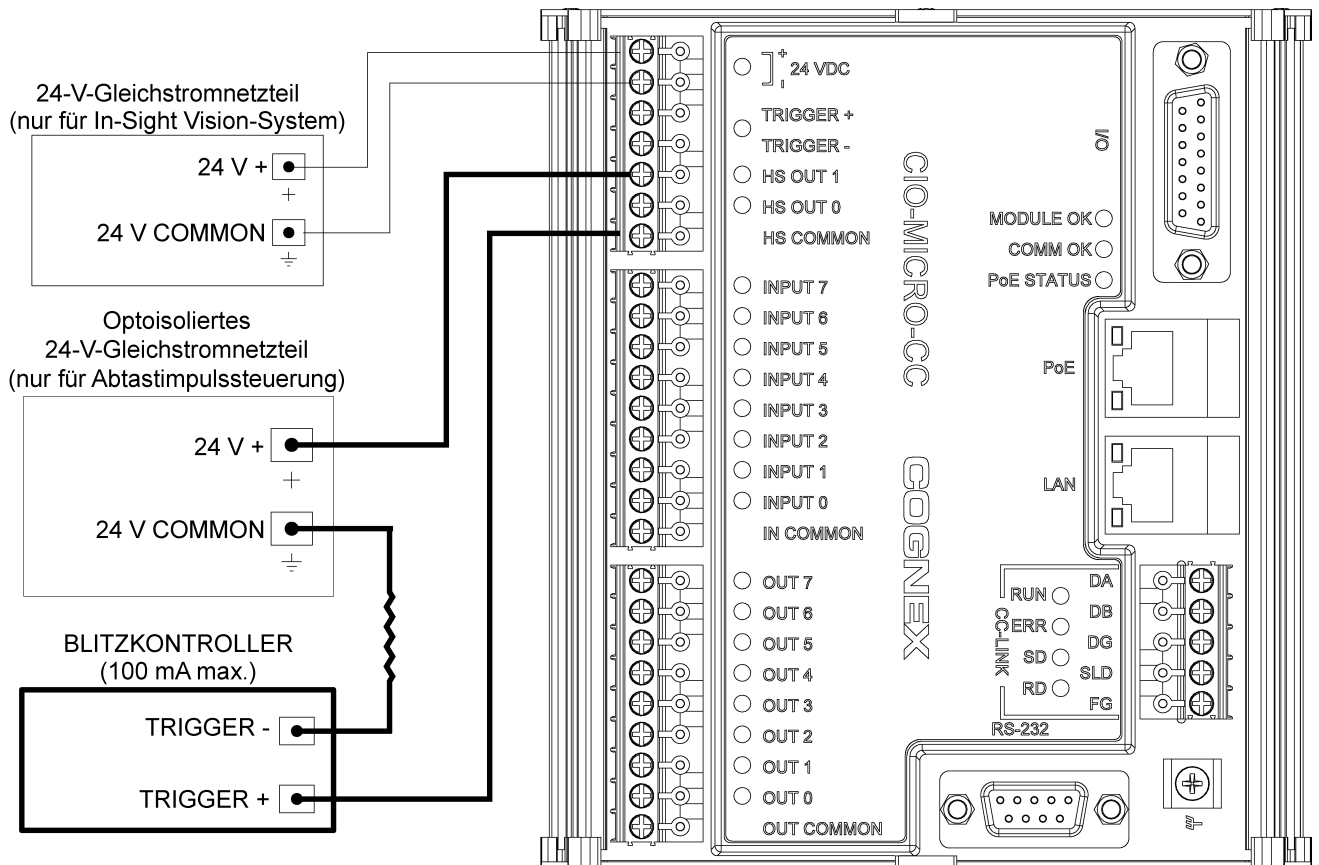 24-V-Gleichstromnetzteil
(nur für In-Sight Vision-System)
24 V +
+
24 V COMMON
Optoisoliertes
24-V-Gleichstromnetzteil
(nur für Abtastimpulssteuerung)
24 V +
+
24 V COMMON
BLITZKONTROLLER
(100 mA max.)
TRIGGER -
TRIGGER +
+
24 VDC
-
TRIGGER +
TRIGGER -
HS OUT 1
HS OUT 0
HS COMMON
INPUT 7
INPUT 6
INPUT 5
INPUT 4
INPUT 3
INPUT 2
INPUT 1
INPUT 0
IN COMMON
OUT 7
OUT 6
OUT 5
OUT 4
OUT 3
OUT 2
OUT 1
OUT 0
OUT COMMON
CIO-MICRO-CC
COGNEX
I/O
MODULE OK
COMM OK
PoE STATUS
PoE
LAN
CC-LINK
RUN
ERR
SD
RD
DA
DB
DG
SLD
FG
RS-232